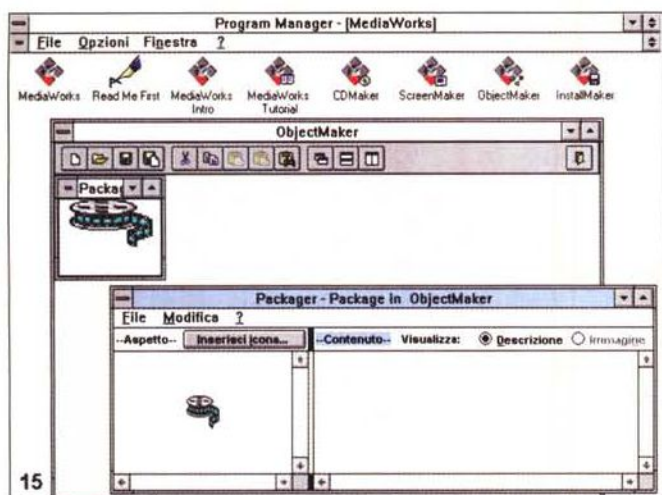 Program Manager - [MediaWorks]
File Opzioni Finestra ?
MediaWorks Read Me First MediaWorks Intro MediaWorks Tutorial CDMaker ScreenMaker ObjectMaker InstallMaker
ObjectMaker
Packag
Packager - Package in ObjectMaker
File Modifica ?
--Aspetto-- Inserisci icona... --Contenuto-- Visualizza: Descrizione Immagine
15